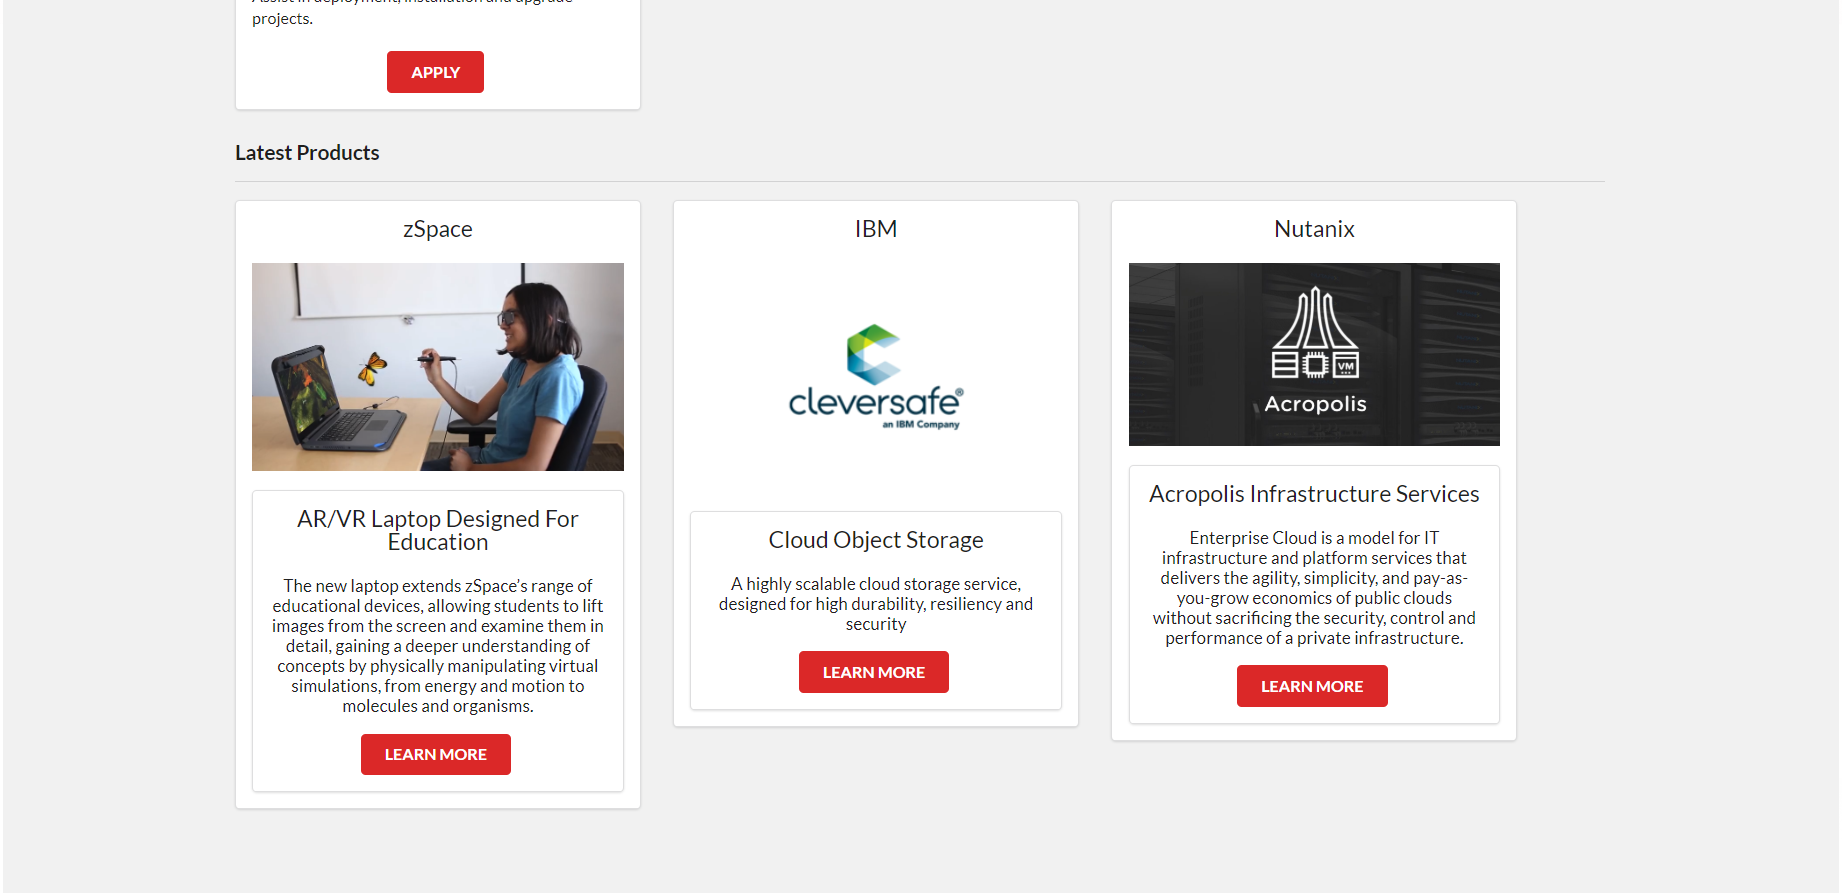 Assist in deployment, installation and upgrade
projects.
APPLY
Latest Products
zSpace
AR/VR Laptop Designed For
Education
The new laptop extends zSpace’s range of
educational devices, allowing students to lift
images from the screen and examine them in
detail, gaining a deeper understanding of
concepts by physically manipulating virtual
simulations, from energy and motion to
molecules and organisms.
LEARN MORE
IBM
cleversafe®
an IBM Company
Cloud Object Storage
A highly scalable cloud storage service,
designed for high durability, resiliency and
security
LEARN MORE
Nutanix
VM
Acropolis
Acropolis Infrastructure Services
Enterprise Cloud is a model for IT
infrastructure and platform services that
delivers the agility, simplicity, and pay-as-
you-grow economics of public clouds
without sacrificing the security, control and
performance of a private infrastructure.
LEARN MORE